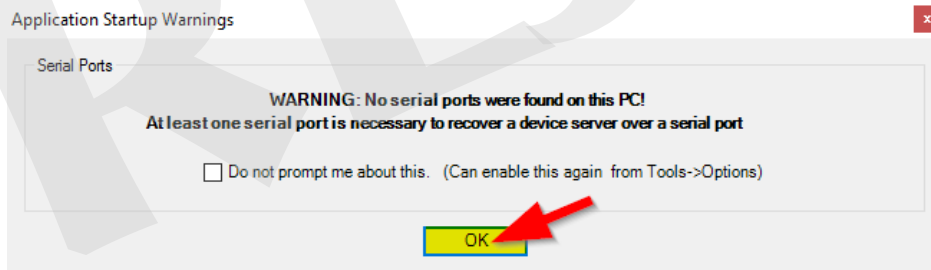 Application Startup Warnings
x
Serial Ports
WARNING: No serial ports were found on this PC!
At least one serial port is necessary to recover a device server over a serial port
Do not prompt me about this. (Can enable this again from Tools->Options)
OK